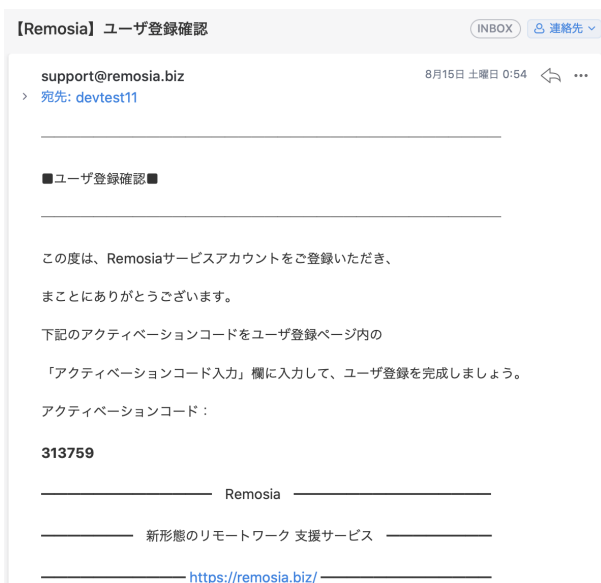 【Remosia】ユーザ登録確認
INBOX 連絡先
support@remosia.biz 8月15日 土曜日 0:54
宛先: devtest11
■ユーザ登録確認■
この度は、Remosiaサービスアカウントをご登録いただき、
まことにありがとうございます。
下記のアクティベーションコードをユーザ登録ページ内の
「アクティベーションコード入力」欄に入力して、ユーザ登録を完成しましょう。
アクティベーションコード：
313759
Remosia
新形態のリモートワーク 支援サービス
https://remosia.biz/